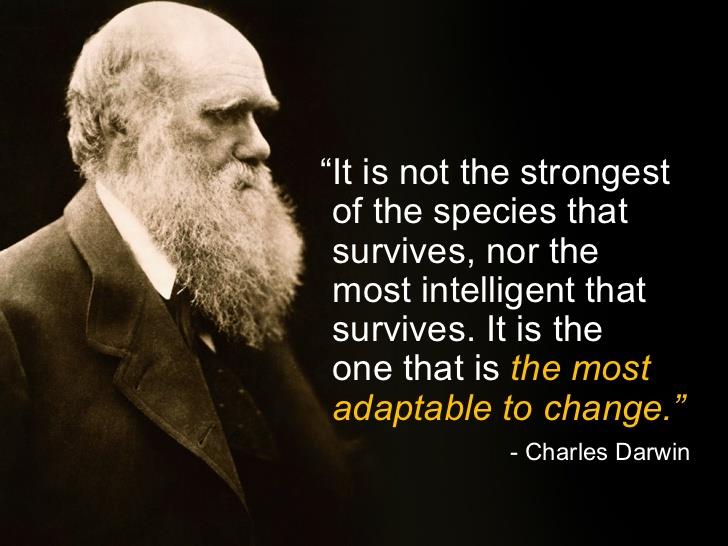 “It is not the strongest
of the species that
survives, nor the
most intelligent that
survives. It is the
one that is the most
adaptable to change.”
- Charles Darwin